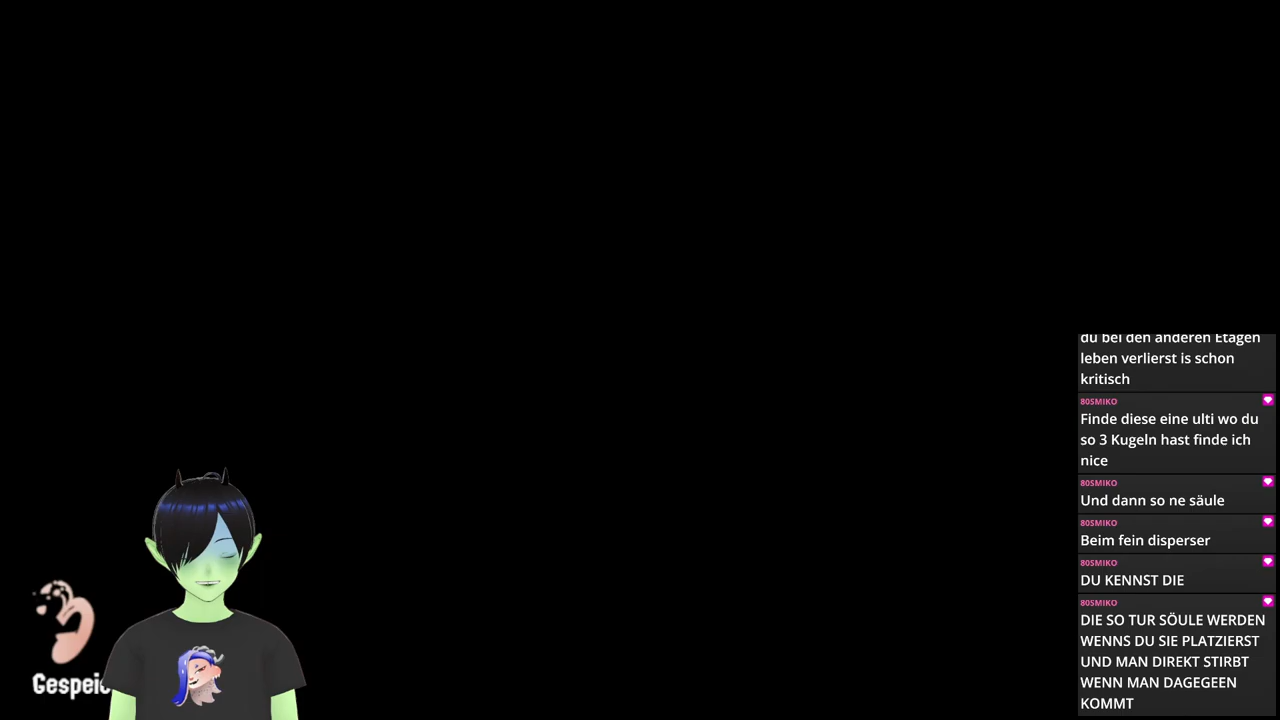 du bei den anderen Etagen
leben verlierst is schon
kritisch
80SMIKO
Finde diese eine ulti wo du
so 3 Kugeln hast finde ich
nice
80SMIKO
Und dann so ne säule
80SMIKO
Beim fein disperser
80SMIKO
DU KENNST DIE
80SMIKO
DIE SO TUR SÖULE WERDEN
WENNS DU SIE PLATZIERST
UND MAN DIREKT STIRBT
WENN MAN DAGEGEEN
KOMMT
Gespeic